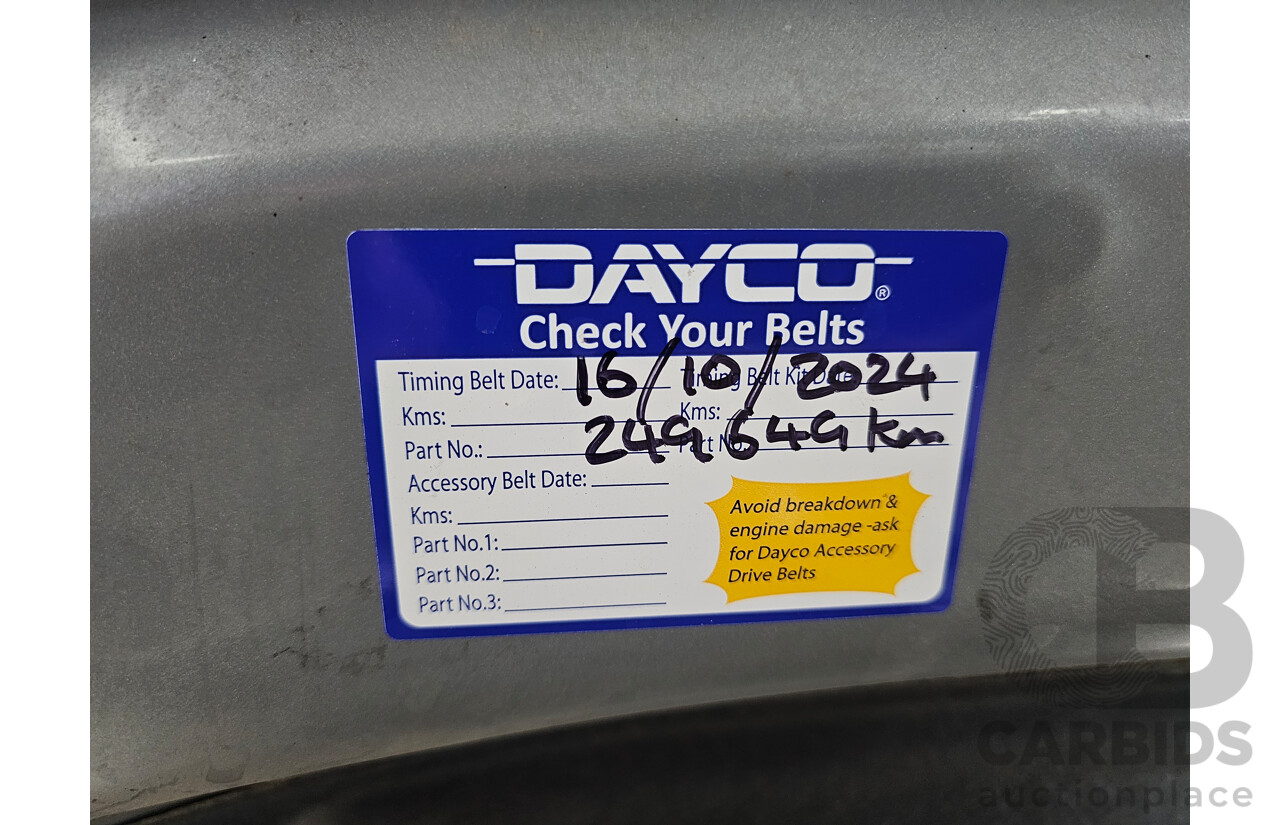 DAYCO®
Check Your Belts
Timing Belt Date: 16/10/2024 Timing Belt Kit Date:
Kms: Kms:
Part No.: 249649 km Part No.:
Accessory Belt Date:
Kms:
Part No.1:
Part No.2:
Part No.3:
Avoid breakdown &
engine damage -ask
for Dayco Accessory
Drive Belts
CB
CARBIDS
auctionplace